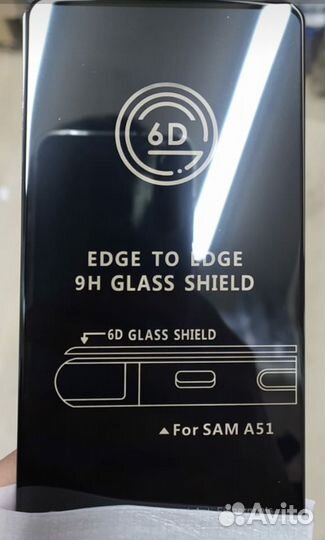 6D
EDGE TO EDGE
9H GLASS SHIELD
6D GLASS SHIELD
▲For SAM A51
Avito